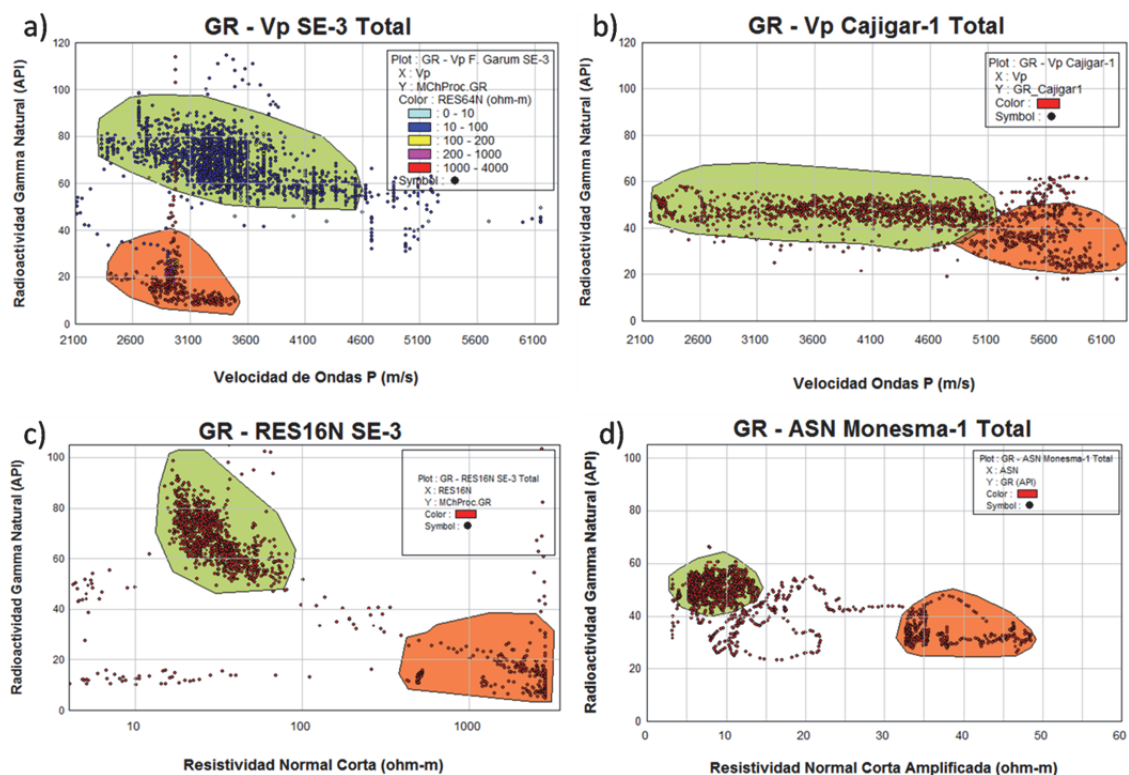 a)
GR - Vp SE-3 Total
Radioactividad Gamma Natural (API)
120
100
80
60
40
20
0
Plot : GR - Vp F. Garum SE-3
X : Vp
Y : MChProc.GR
Color : RES64N (ohm-m)
: 0 - 10
: 10 - 100
: 100 - 200
: 200 - 1000
: 1000 - 4000
Symbol :
2100 2600 3100 3600 4100 4600 5100 5600 6100
Velocidad de Ondas P (m/s)
b)
GR - Vp Cajigar-1 Total
Radioactividad Gamma Natural (API)
120
100
80
60
40
20
0
Plot : GR - Vp Cajigar-1
X : Vp
Y : GR_Cajigar1
Color :
Symbol :
2100 2600 3100 3600 4100 4600 5100 5600 6100
Velocidad Ondas P (m/s)
c)
GR - RES16N SE-3
Radioactividad Gamma Natural (API)
100
80
60
40
20
0
Plot : GR - RES16N SE-3 Total
X : RES16N
Y : MChProc.GR
Color :
Symbol :
10 100 1000
Resistividad Normal Corta (ohm-m)
d)
GR - ASN Monesma-1 Total
Radioactividad Gamma Natural (API)
100
80
60
40
20
0
Plot : GR - ASN Monesma-1 Total
X : ASN
Y : GR (API)
Color :
Symbol :
0 10 20 30 40 50 60
Resistividad Normal Corta Amplificada (ohm-m)